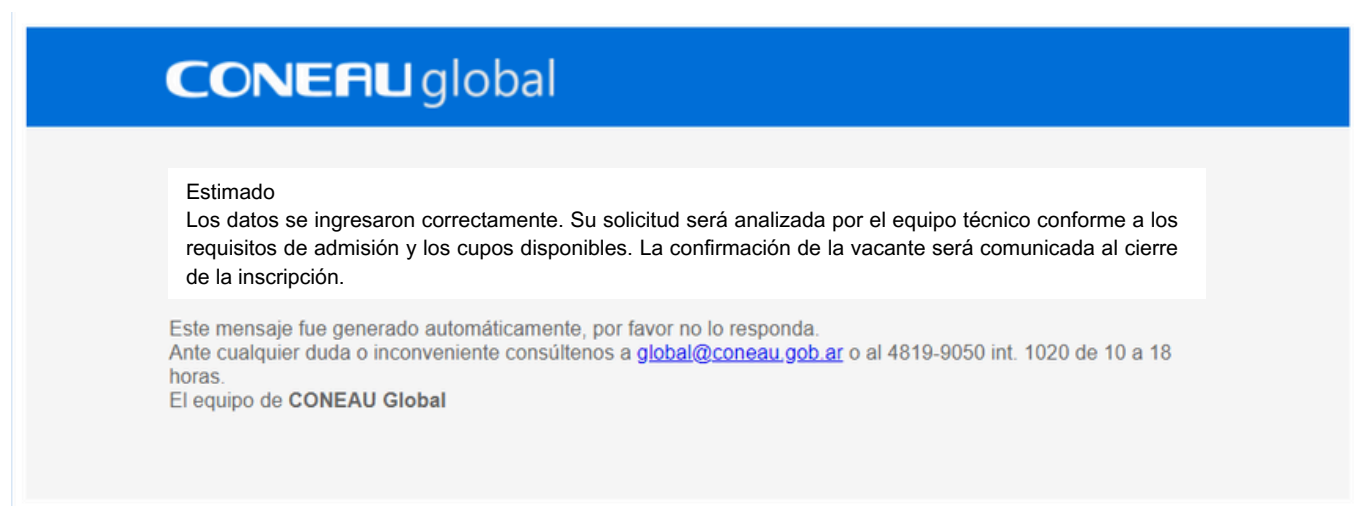 CONEAU global
Estimado
Los datos se ingresaron correctamente. Su solicitud será analizada por el equipo técnico conforme a los
requisitos de admisión y los cupos disponibles. La confirmación de la vacante será comunicada al cierre
de la inscripción.
Este mensaje fue generado automáticamente, por favor no lo responda.
Ante cualquier duda o inconveniente consúltenos a global@coneau.gob.ar o al 4819-9050 int. 1020 de 10 a 18
horas.
El equipo de CONEAU Global